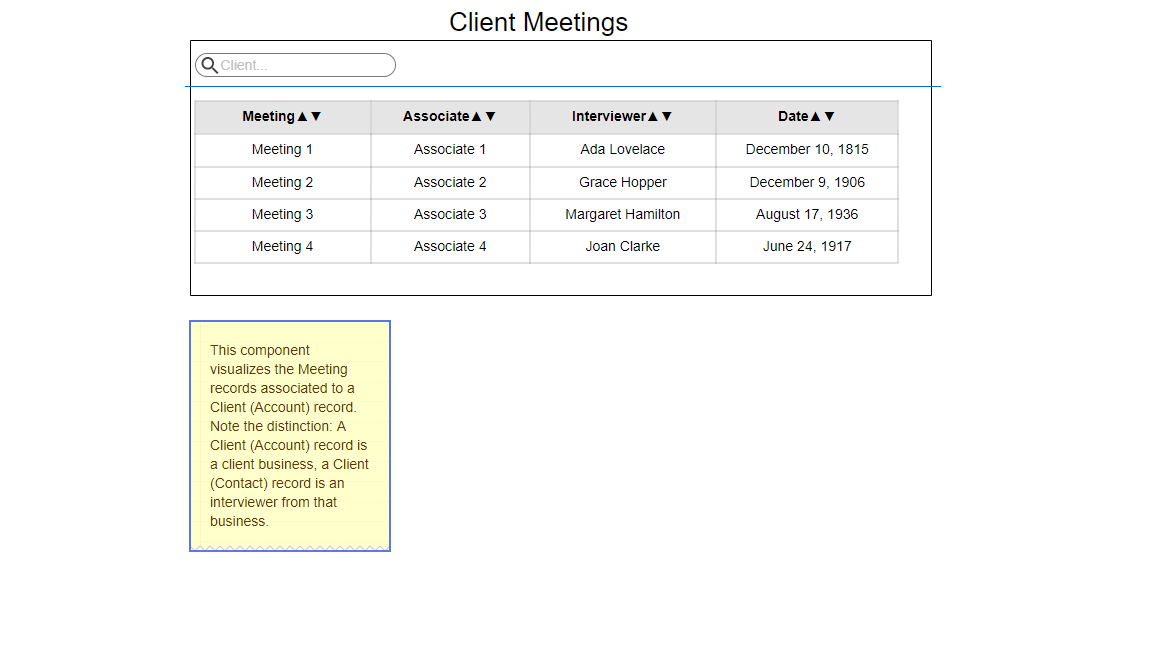 Client Meetings
Client...
Meeting▲▼ Associate▲▼ Interviewer▲▼ Date▲▼
Meeting 1 Associate 1 Ada Lovelace December 10, 1815
Meeting 2 Associate 2 Grace Hopper December 9, 1906
Meeting 3 Associate 3 Margaret Hamilton August 17, 1936
Meeting 4 Associate 4 Joan Clarke June 24, 1917
This component
visualizes the Meeting
records associated to a
Client (Account) record.
Note the distinction: A
Client (Account) record is
a client business, a Client
(Contact) record is an
interviewer from that
business.